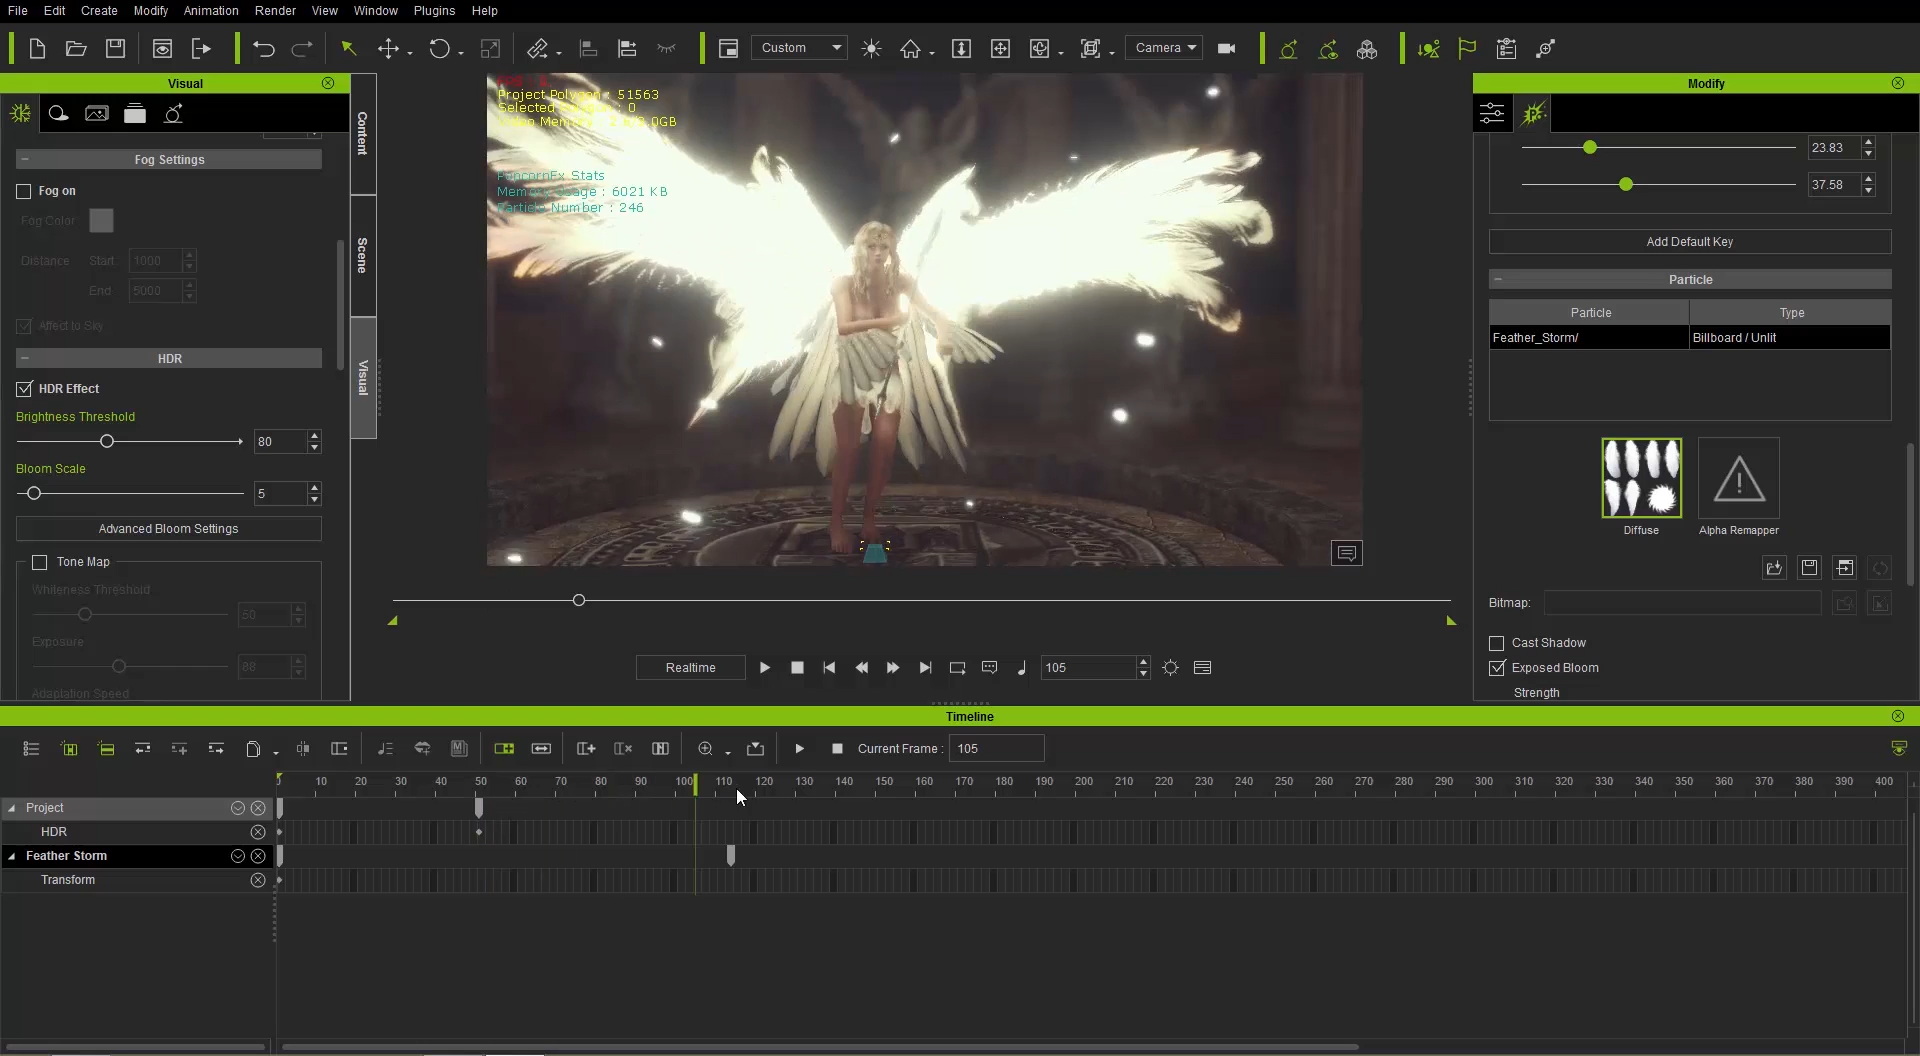 File Edit Create Modify Animation Render View Window Plugins Help
Custom
Camera
Visual
Modify
Content
Scene
Visual
Fog Settings
Fog on
Fog Color
Distance Start 1000
End 5000
Affect to Sky
HDR
HDR Effect
Brightness Threshold
80
Bloom Scale
5
Advanced Bloom Settings
Tone Map
Whiteness Threshold
50
Exposure
88
Adaptation Speed
Project Polygon : 51563
Selected : 0
Memory : 6021 KB
Particle Number : 246
23.83
37.58
Add Default Key
Particle
Particle Type
Feather_Storm/ Billboard / Unlit
Diffuse Alpha Remapper
Bitmap:
Cast Shadow
Exposed Bloom
Strength
Realtime
105
Timeline
Current Frame : 105
0 10 20 30 40 50 60 70 80 90 100 110 120 130 140 150 160 170 180 190 200 210 220 230 240 250 260 270 280 290 300 310 320 330 340 350 360 370 380 390 400
Project
HDR
Feather Storm
Transform